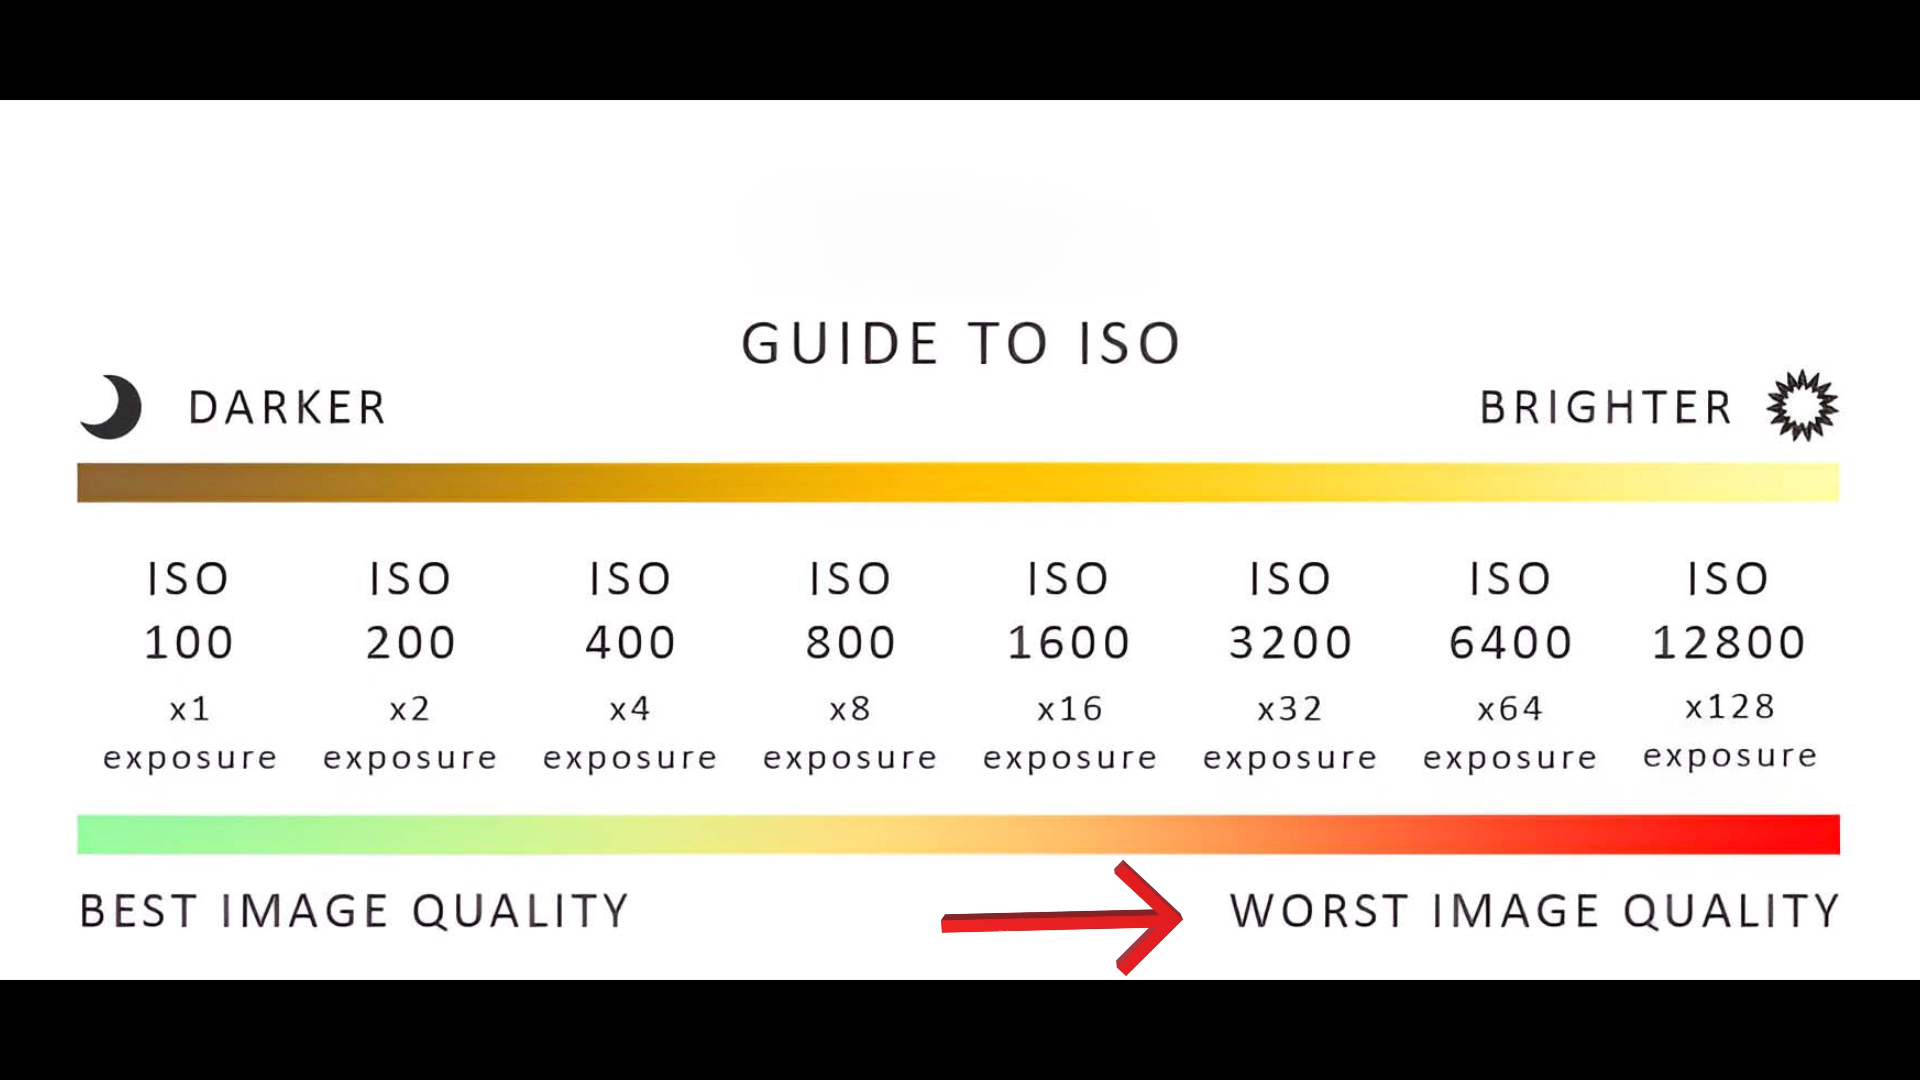 GUIDE TO ISO
DARKER
BRIGHTER
ISO ISO ISO ISO ISO ISO ISO ISO
100 200 400 800 1600 3200 6400 12800
x1 x2 x4 x8 x16 x32 x64 x128
exposure exposure exposure exposure exposure exposure exposure exposure
BEST IMAGE QUALITY
WORST IMAGE QUALITY